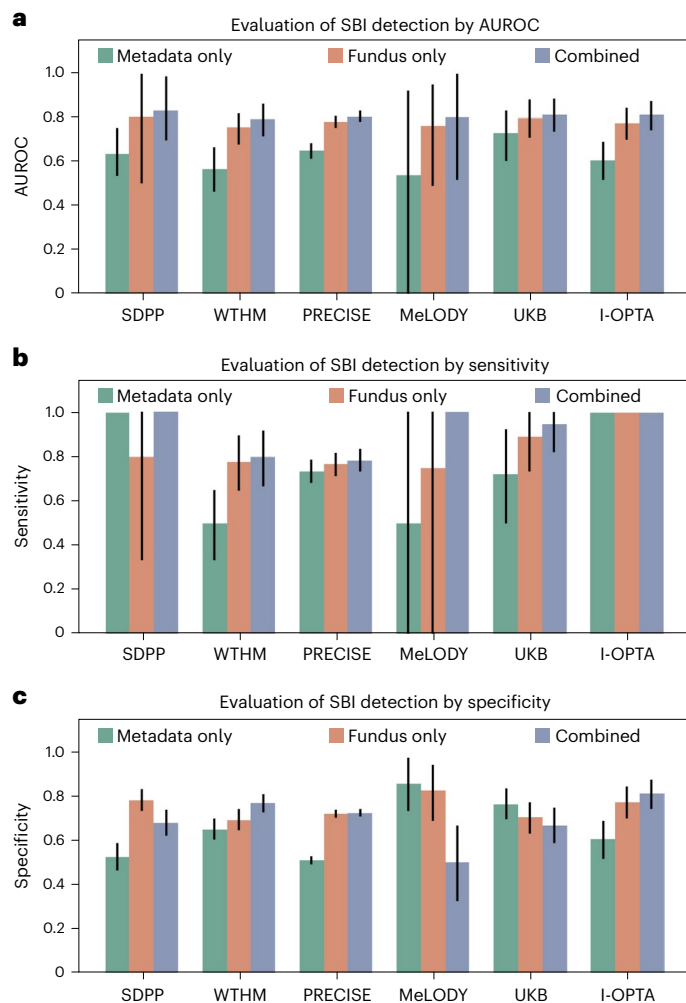 a
Evaluation of SBI detection by AUROC
Metadata only Fundus only Combined
1.0
0.8
0.6
0.4
0.2
0
AUROC
SDPP WTHM PRECISE MeLODY UKB I-OPTA
b
Evaluation of SBI detection by sensitivity
Metadata only Fundus only Combined
1.0
0.8
0.6
0.4
0.2
0
Sensitivity
SDPP WTHM PRECISE MeLODY UKB I-OPTA
c
Evaluation of SBI detection by specificity
Metadata only Fundus only Combined
1.0
0.8
0.6
0.4
0.2
0
Specificity
SDPP WTHM PRECISE MeLODY UKB I-OPTA